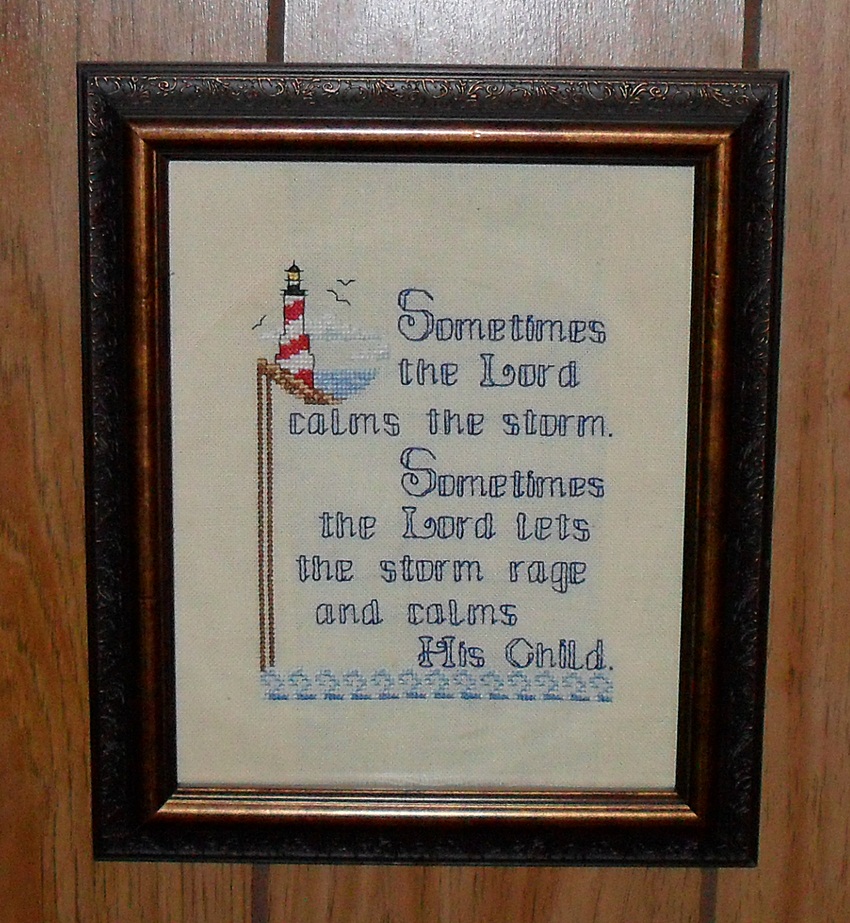 Sometimes
the Lord
calms the storm.
Sometimes
the Lord lets
the storm rage
and calms
His Child.